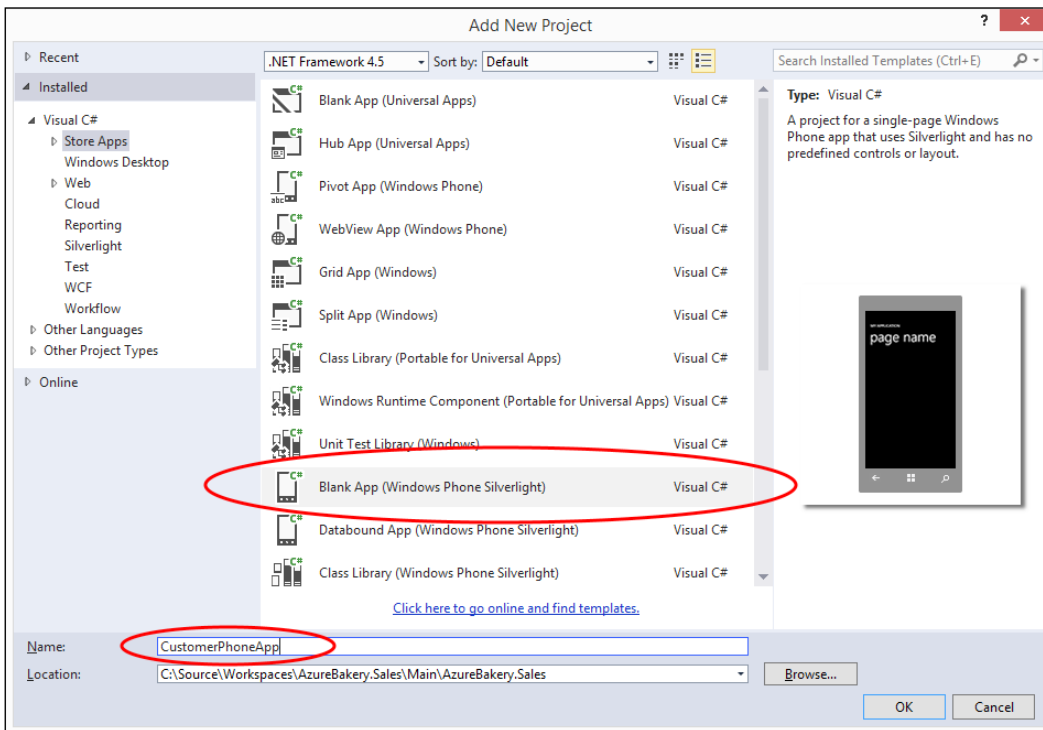 Add New Project
?
Recent
Installed
Visual C#
Store Apps
Windows Desktop
Web
Cloud
Reporting
Silverlight
Test
WCF
Workflow
Other Languages
Other Project Types
Online
.NET Framework 4.5
Sort by: Default
Blank App (Universal Apps) Visual C#
Hub App (Universal Apps) Visual C#
Pivot App (Windows Phone) Visual C#
WebView App (Windows Phone) Visual C#
Grid App (Windows) Visual C#
Split App (Windows) Visual C#
Class Library (Portable for Universal Apps) Visual C#
Windows Runtime Component (Portable for Universal Apps) Visual C#
Unit Test Library (Windows) Visual C#
Blank App (Windows Phone Silverlight) Visual C#
Databound App (Windows Phone Silverlight) Visual C#
Class Library (Windows Phone Silverlight) Visual C#
Click here to go online and find templates.
Search Installed Templates (Ctrl+E)
Type: Visual C#
A project for a single-page Windows
Phone app that uses Silverlight and has no
predefined controls or layout.
MY APPLICATION
page name
Name: CustomerPhoneApp
Location: C:\Source\Workspaces\AzureBakery.Sales\Main\AzureBakery.Sales
Browse...
OK Cancel